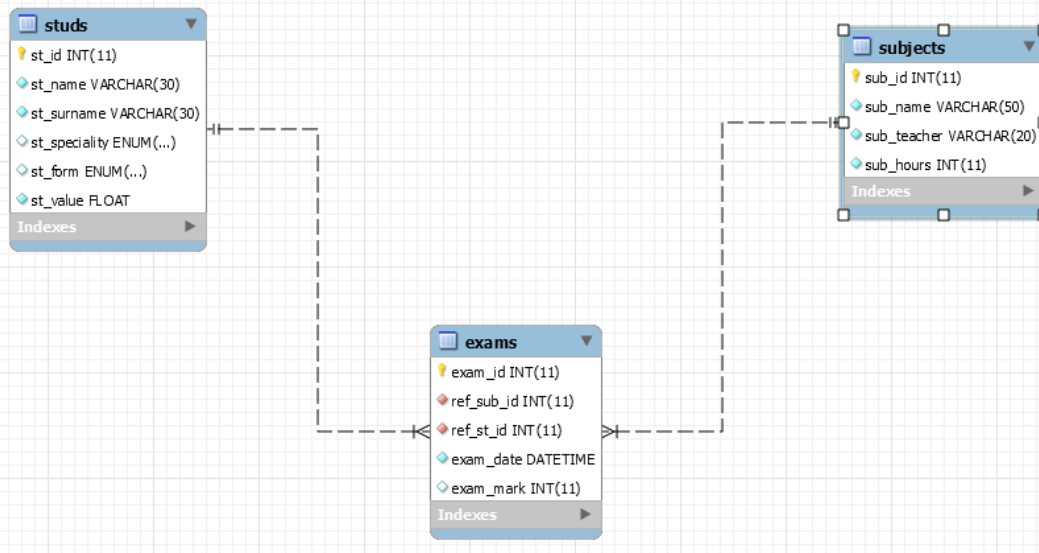 studs
st_id INT(11)
st_name VARCHAR(30)
st_surname VARCHAR(30)
st_speciality ENUM(...)
st_form ENUM(...)
st_value FLOAT
Indexes
subjects
sub_id INT(11)
sub_name VARCHAR(50)
sub_teacher VARCHAR(20)
sub_hours INT(11)
Indexes
exams
exam_id INT(11)
ref_sub_id INT(11)
ref_st_id INT(11)
exam_date DATETIME
exam_mark INT(11)
Indexes